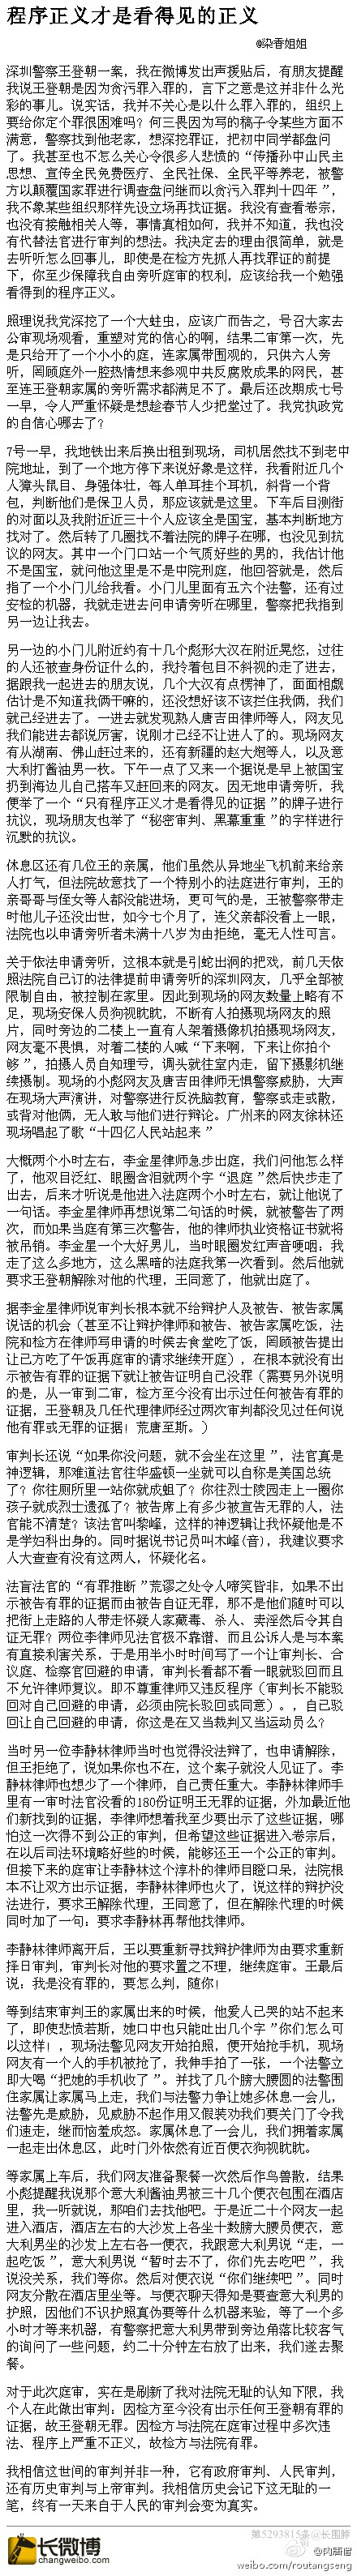 程序正义才是看得见的正义
@染香姐姐
深圳警察王登朝一案，我在微博发出声援贴后，有朋友提醒
我说王登朝是因为贪污罪入罪的，言下之意是这并非什么光
彩的事儿。说实话，我并不关心是以什么罪入罪的，组织上
要给你定个罪很困难吗？何三畏因为写的稿子令某些方面不
满意，警察找到他老家，想深挖罪证，把初中同学都盘问
了。我甚至也不怎么关心令很多人悲愤的“传播孙中山民主
思想、宣传全民免费医疗、全民社保、全民平等养老，被警
方以颠覆国家罪进行调查盘问继而以贪污入罪判十四年”，
我不象某些组织那样先设立场再找证据。我没有查看卷宗，
也没有接触相关人等，事情真相如何，我并不知道，我也没
有代替法官进行审判的想法。我决定去的理由很简单，就是
去听听怎么回事儿，即使是在检方先抓人再找罪证的前提
下，你至少保障我自由旁听庭审的权利，应该给我一个勉强
看得到的程序正义。
照理说我党深挖了一个大蛀虫，应该广而告之，号召大家去
公审现场观看，重塑对党的信心的啊，结果二审第一次，先
是只给开了一个小小的庭，连家属带围观的，只供六人旁
听，罔顾庭外一腔热情想来参观中共反腐败成果的网民，甚
至连王登朝家属的旁听需求都满足不了。最后还改期成七号
一早，令人严重怀疑是想趁春节人少把堂过了。我党执政党
的自信心哪去了？
7号一早，我地铁出来后换出租到现场，司机居然找不到老中
院地址，到了一个地方停下来说好象是这样，我看附近几个
人獐头鼠目、身强体壮，每人单耳挂个耳机，斜背一个背
包，判断他们是保卫人员，那应该就是这里。下车后目测街
的对面以及我附近近三十个人应该全是国宝，基本判断地方
找对了。然后转了几圈找不着法院的牌子在哪，也没见到抗
议的网友。其中一个门口站一个气质好些的男的，我估计他
不是国宝，就问他这里是不是中院刑庭，他回答就是，然后
指了一个小门儿给我看。小门儿里面有五六个法警，还有过
安检的机器，我就走进去问申请旁听在哪里，警察把我指到
另一边让我去。
另一边的小门儿附近约有十几个彪形大汉在附近晃悠，过往
的人还被查身份证什么的，我拎着包目不斜视的走了进去，
据跟我一起进去的朋友说，几个大汉有点楞神了，面面相觑
估计是不知道我俩干嘛的，还没想好该不该拦住我俩，我们
就已经进去了。一进去就发现熟人唐吉田律师等人，网友见
我们能进去都说厉害，说刚才已经不让进人了的。现场网友
有从湖南、佛山赶过来的，还有新疆的赵大炮等人，以及意
大利打酱油男一枚。下午一点了又来一个据说是早上被国宝
扔到海边儿自己搭车又赶回来的网友。因无地申请旁听，我
便举了一个“只有程序正义才是看得见的证据”的牌子进行
抗议，现场朋友也举了“秘密审判、黑幕重重”的字样进行
沉默的抗议。
休息区还有几位王的亲属，他们虽然从异地坐飞机前来给亲
人打气，但法院故意找了一个特别小的法庭进行审判，王的
亲哥哥与侄女等人都没能进场，更可气的是，王被警察带走
时他儿子还没出世，如今七个月了，连父亲都没看上一眼，
法院也以申请旁听者未满十八岁为由拒绝，毫无人性可言。
关于依法申请旁听，这根本就是引蛇出洞的把戏，前几天依
照法院自己订的法律提前申请旁听的深圳网友，几乎全部被
限制自由，被控制在家里。因此到现场的网友数量上略有不
足，现场安保人员狗视眈眈，不断有人拍摄现场网友的照
片，同时旁边的二楼上一直有人架着摄像机拍摄现场网友，
网友毫不畏惧，对着二楼的人喊“下来啊，下来让你拍个
够”，拍摄人员自知理亏，调头就往室内走，留下摄影机继
续摄制。现场的小彪网友及唐吉田律师无惧警察威胁，大声
在现场大声演讲，对警察进行反洗脑教育，警察或走或散，
或背对他俩，无人敢与他们进行辩论。广州来的网友徐林还
现场唱起了歌“十四亿人民站起来”
大慨两个小时左右，李金星律师急步出庭，我们问他怎么样
了，他双目泛红、眼圈含泪就两个字“退庭”然后快步走了
出去，后来才听说是他进入法庭两个小时左右，就让他说了
一句话。李金星律师再想说第二句话的时候，就被警告了两
次，而如果当庭有第三次警告，他的律师执业资格证书就将
被吊销。李金星一个大好男儿，当时眼圈发红声音哽咽：我
走了这么多地方，这么黑暗的法庭我第一次看到。然后他就
要求王登朝解除对他的代理，王同意了，他就出庭了。
据李金星律师说审判长根本就不给辩护人及被告、被告家属
说话的机会（甚至不让辩护律师和被告、被告家属吃饭，法
院和检方在律师写申请的时候去食堂吃了饭，罔顾被告提出
让己方吃了午饭再庭审的请求继续开庭），在根本就没有出
示被告有罪的证据下就让被告证明自己没罪（需要另外说明
的是，从一审到二审，检方至今没有出示过任何被告有罪的
证据，王登朝及几任代理律师经过两次审判都没见过任何说
他有罪或无罪的证据！荒唐至斯。）
审判长还说“如果你没问题，就不会坐在这里”，法官真是
神逻辑，那难道法官往华盛顿一坐就可以自称是美国总统
了？你往厕所里一站你就成蛆了？你往烈士陵园走上一圈你
孩子就成烈士遗孤了？被告席上有多少被宣告无罪的人，法
官能不清楚？该法官叫黎峰，这样的神逻辑让我怀疑他是不
是学妇科出身的。同时据说书记员叫木峰(音)，我建议要求
人大查查有没有这两人，怀疑化名。
法盲法官的“有罪推断”荒谬之处令人啼笑皆非，如果不出
示被告有罪的证据而由被告自证无罪，那不是他们随时可以
把街上走路的人带走怀疑人家藏毒、杀人、卖淫然后令其自
证无罪？两位李律师见法官极不靠谱、而且公诉人是与本案
有直接利害关系，于是用半小时时间写了一个让审判长、合
议庭、检察官回避的申请，审判长看都不看一眼就驳回而且
不允许律师复议。即不尊重律师又违反程序（审判长不能驳
回对自己回避的申请，必须由院长驳回或同意）。，自己驳
回让自己回避的申请，你这是在又当裁判又当运动员么？
当时另一位李静林律师当时也觉得没法辩了，也申请解除，
但王拒绝了，说如果你也不在，这个案子就没人见证了。李
静林律师也想少了一个律师，自己责任重大。李静林律师手
里有一审时法官没看的180份证明王无罪的证据，外加最近他
们新找到的证据，李律师想着我至少要出示了这些证据，哪
怕这一次得不到公正的审判，但希望这些证据进入卷宗后，
在以后司法环境略好些的时候，能够还王一个公正的审判。
但接下来的庭审让李静林这个淳朴的律师目瞪口呆，法院根
本不让双方出示证据，李静林律师也火了，说这样的辩护没
法进行，要求王解除代理，王同意了，但在解除代理的时候
同时加了一句：要求李静林再帮他找律师。
李静林律师离开后，王以要重新寻找辩护律师为由要求重新
择日审判，审判长对他的要求置之不理，继续庭审。王最后
说：我是没有罪的，要怎么判，随你！
等到结束审判王的家属出来的时候，他爱人己哭的站不起来
了，即使悲愤若斯，她口中也只能吐出几个字”你们怎么可
以这样！，现场法警见网友开始拍照，便开始抢手机，现场
网友有一个人的手机被抢了，我伸手拍了一张，一个法警立
即大喝“把她的手机收了”。并找了几个膀大腰圆的法警围
住家属让家属马上走，我们与法警力争让她多休息一会儿，
法警先是威胁，见威胁不起作用又假装劝我们要关门了令我
们速走，继而恼羞成怒。家属休息了一会儿，我们拥着家属
一起走出休息区，此时门外依然有近百便衣狗视眈眈。
等家属上车后，我们网友准备聚餐一次然后作鸟兽散，结果
小彪提醒我说那个意大利酱油男被三十几个便衣包围在酒店
里，我一听就说，那咱们去找他吧。于是近二十个网友一起
进入酒店，酒店左右的大沙发上各坐十数膀大腰员便衣，意
大利男坐的沙发上左右各一便衣，我跟意大利男说“走，一
起吃饭”，意大利男说“暂时去不了，你们先去吃吧”，我
说没关系，我们等你。然后对便衣说“你们继续吧”。同时
网友分散在酒店里坐等。与便衣聊天得知是要查意大利男的
护照，因他们不识护照真伪要等什么机器来验，等了一个多
小时才等来机器，有警察把意大利男带到旁边角落比较客气
的询问了一些问题，约二十分钟左右放了出来，我们遂去聚
餐。
对于此次庭审，实在是刷新了我对法院无耻的认知下限，我
个人在此做出审判，因检方至今没有出示任何王登朝有罪的
证据，故王登朝无罪。因检方与法院在庭审过程中多次违
法、程序上严重不正义，故检方与法院有罪。
我相信这世间的审判并非一种，它有政府审判、人民审判，
还有历史审判与上帝审判。我相信历史会记下这无耻的一
笔，终有一天来自于人民的审判会变为真实。
第5293815条@长图脖
长微博
changweibo.com
@肉唐僧
weibo.com/routangseng